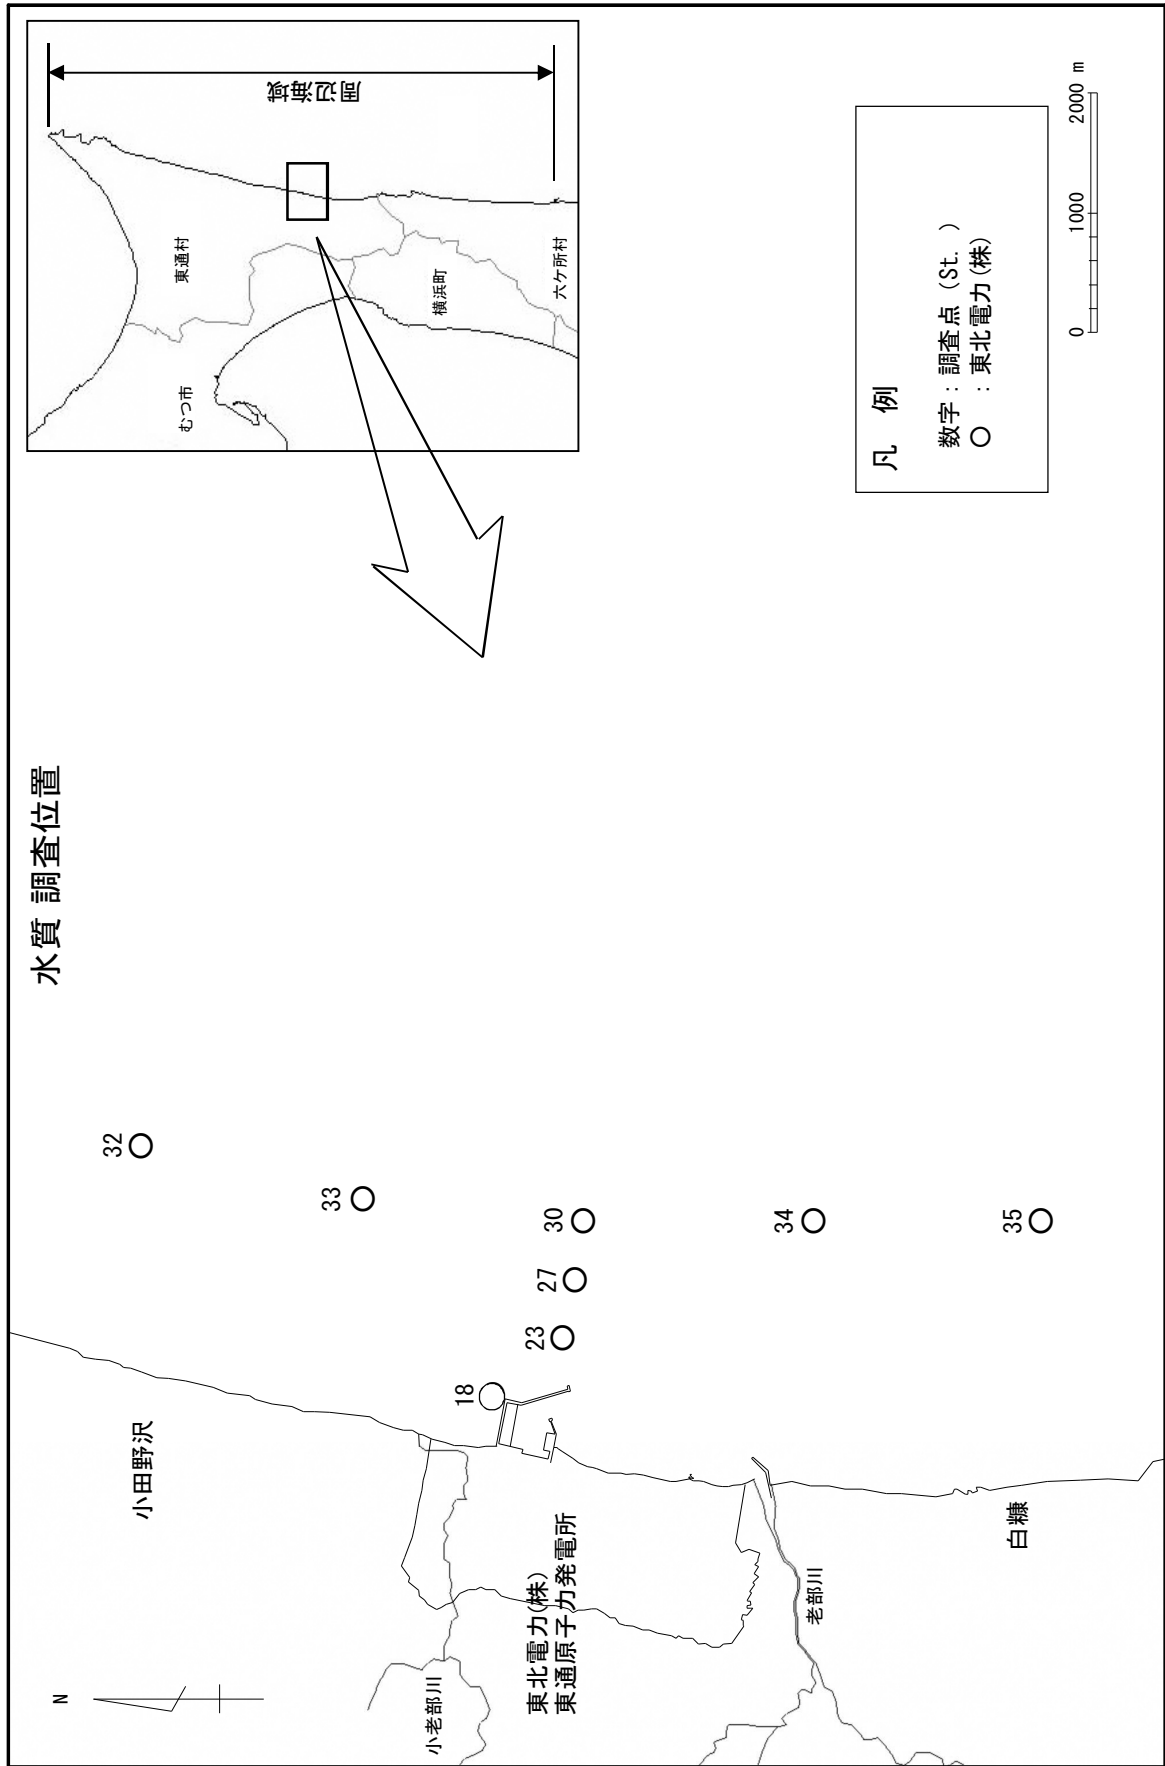 水質 調査位置
N
小田野沢
小老部川
東北電力(株)
東通原子力発電所
老部川
白糠
18
23
27
30
32
33
34
35
むつ市
東通村
横浜町
六ケ所村
周辺海域
凡 例
数字：調査点 (St. )
○ ：東北電力(株)
0 1000 2000 m